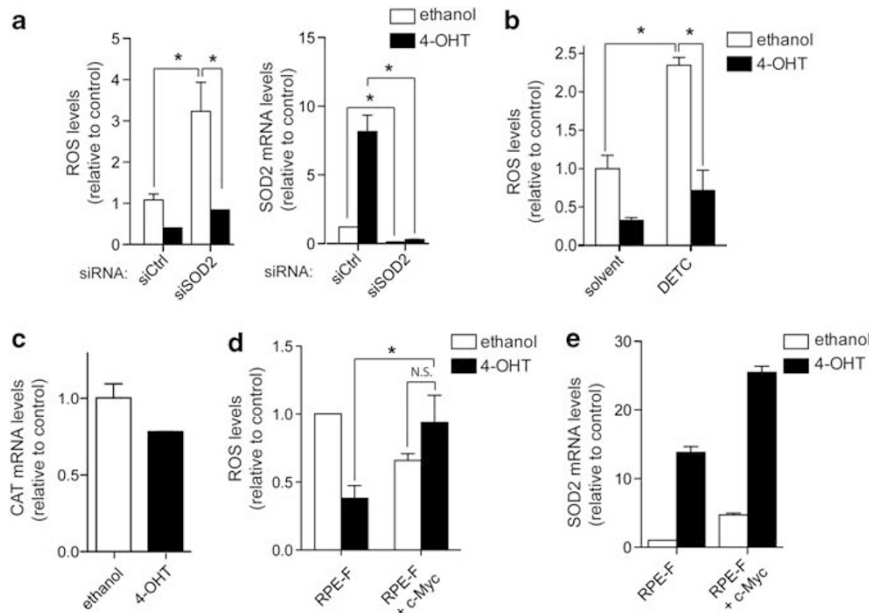 a
ethanol
4-OHT
ROS levels
(relative to control)
5
4
3
2
1
0
*
*
siRNA:
siCtrl
siSOD2
SOD2 mRNA levels
(relative to control)
15
10
5
0
*
*
siRNA:
siCtrl
siSOD2
b
ethanol
4-OHT
ROS levels
(relative to control)
2.5
2.0
1.5
1.0
0.5
0.0
*
*
solvent
DETC
c
CAT mRNA levels
(relative to control)
1.0
0.5
0.0
ethanol
4-OHT
d
ethanol
4-OHT
ROS levels
(relative to control)
1.5
1.0
0.5
0.0
*
N.S.
RPE-F
RPE-F
+ c-Myc
e
ethanol
4-OHT
SOD2 mRNA levels
(relative to control)
30
20
10
0
RPE-F
RPE-F
+ c-Myc